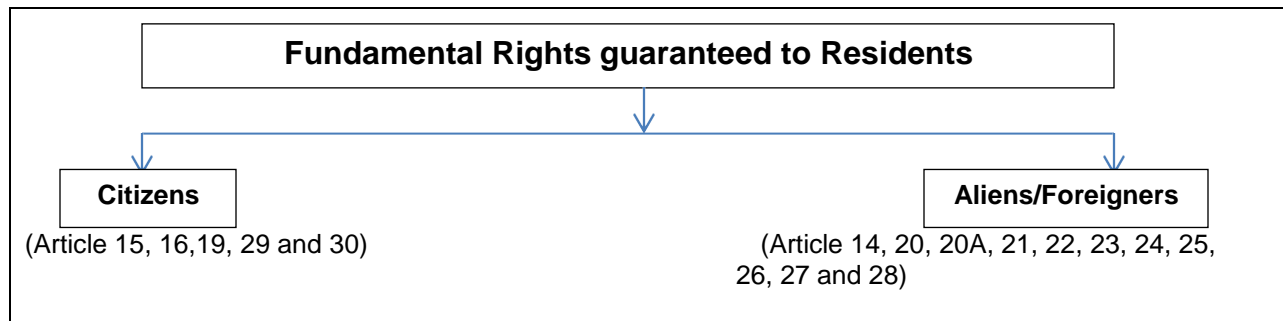 Fundamental Rights guaranteed to Residents
Citizens
(Article 15, 16,19, 29 and 30)
Aliens/Foreigners
(Article 14, 20, 20A, 21, 22, 23, 24, 25,
26, 27 and 28)